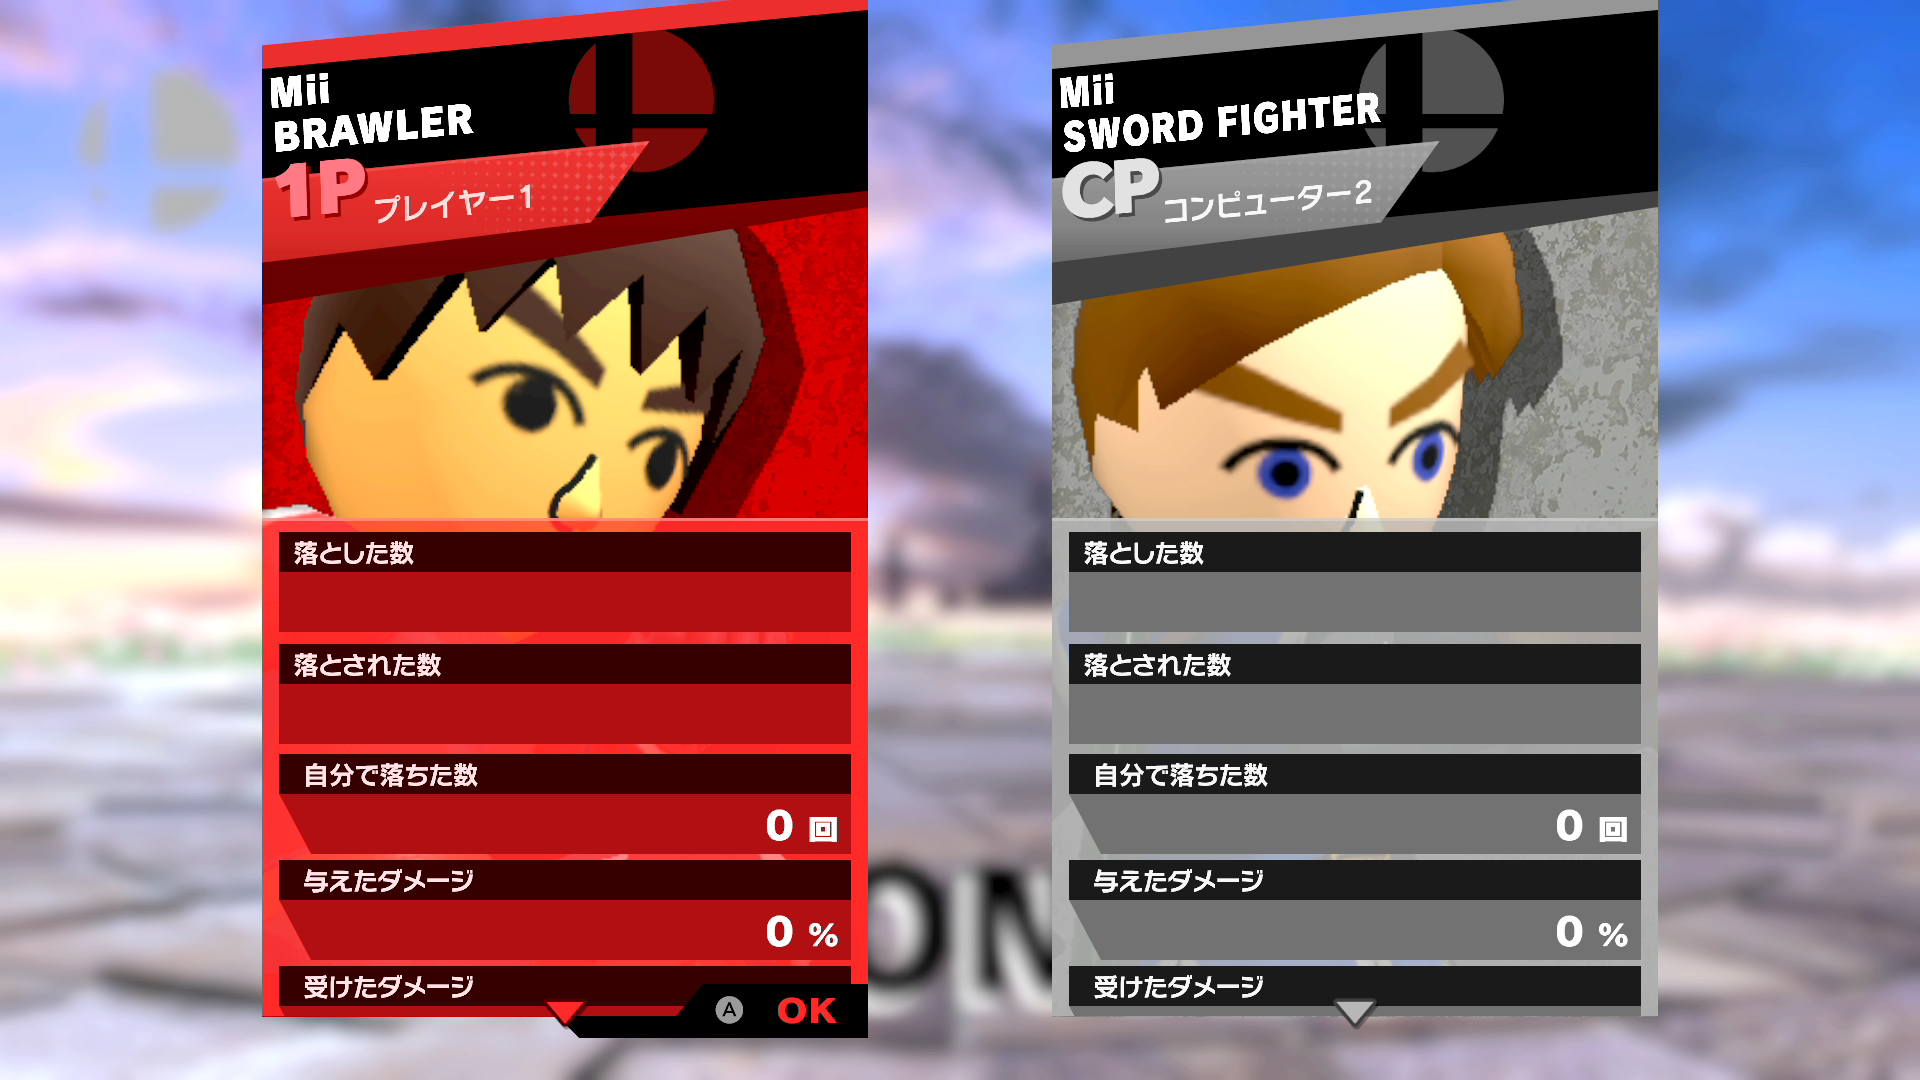 Mii
BRAWLER
1P プレイヤー1
落とした数
落とされた数
自分で落ちた数
0 回
与えたダメージ
0 %
受けたダメージ
A OK
Mii
SWORD FIGHTER
CP コンピューター2
落とした数
落とされた数
自分で落ちた数
0 回
与えたダメージ
0 %
受けたダメージ
ON